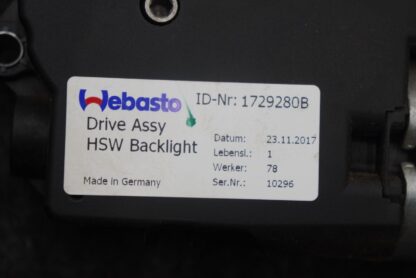 Webasto ID-Nr: 1729280B
Drive Assy
HSW Backlight
Datum: 23.11.2017
Lebensl.: 1
Werker: 78
Ser.Nr.: 10296
Made in Germany